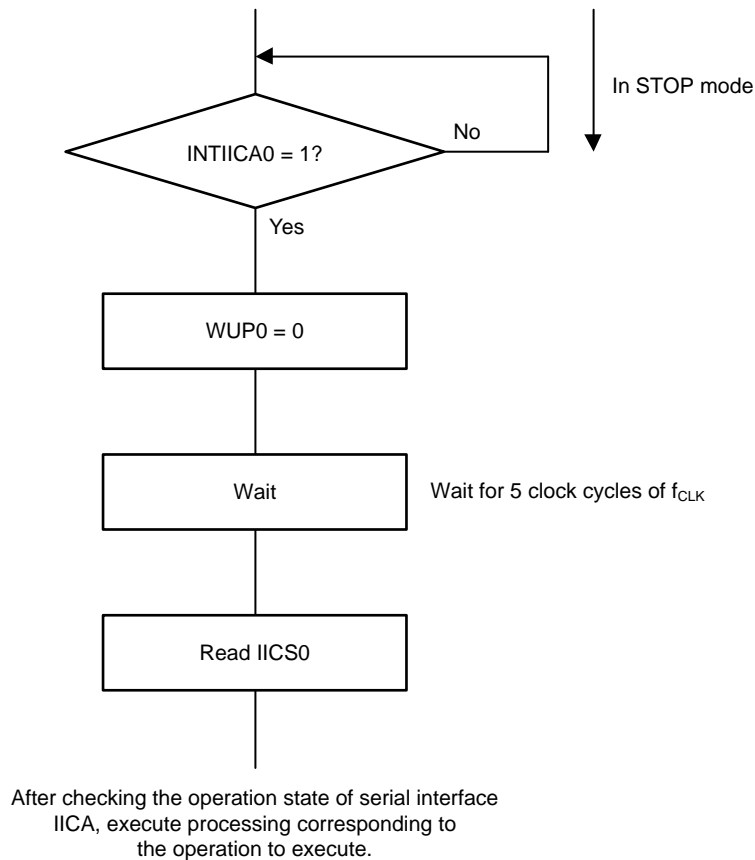 In STOP mode
No
INTIICA0 = 1?
Yes
WUP0 = 0
Wait
Wait for 5 clock cycles of fCLK
Read IICS0
After checking the operation state of serial interface
IICA, execute processing corresponding to
the operation to execute.